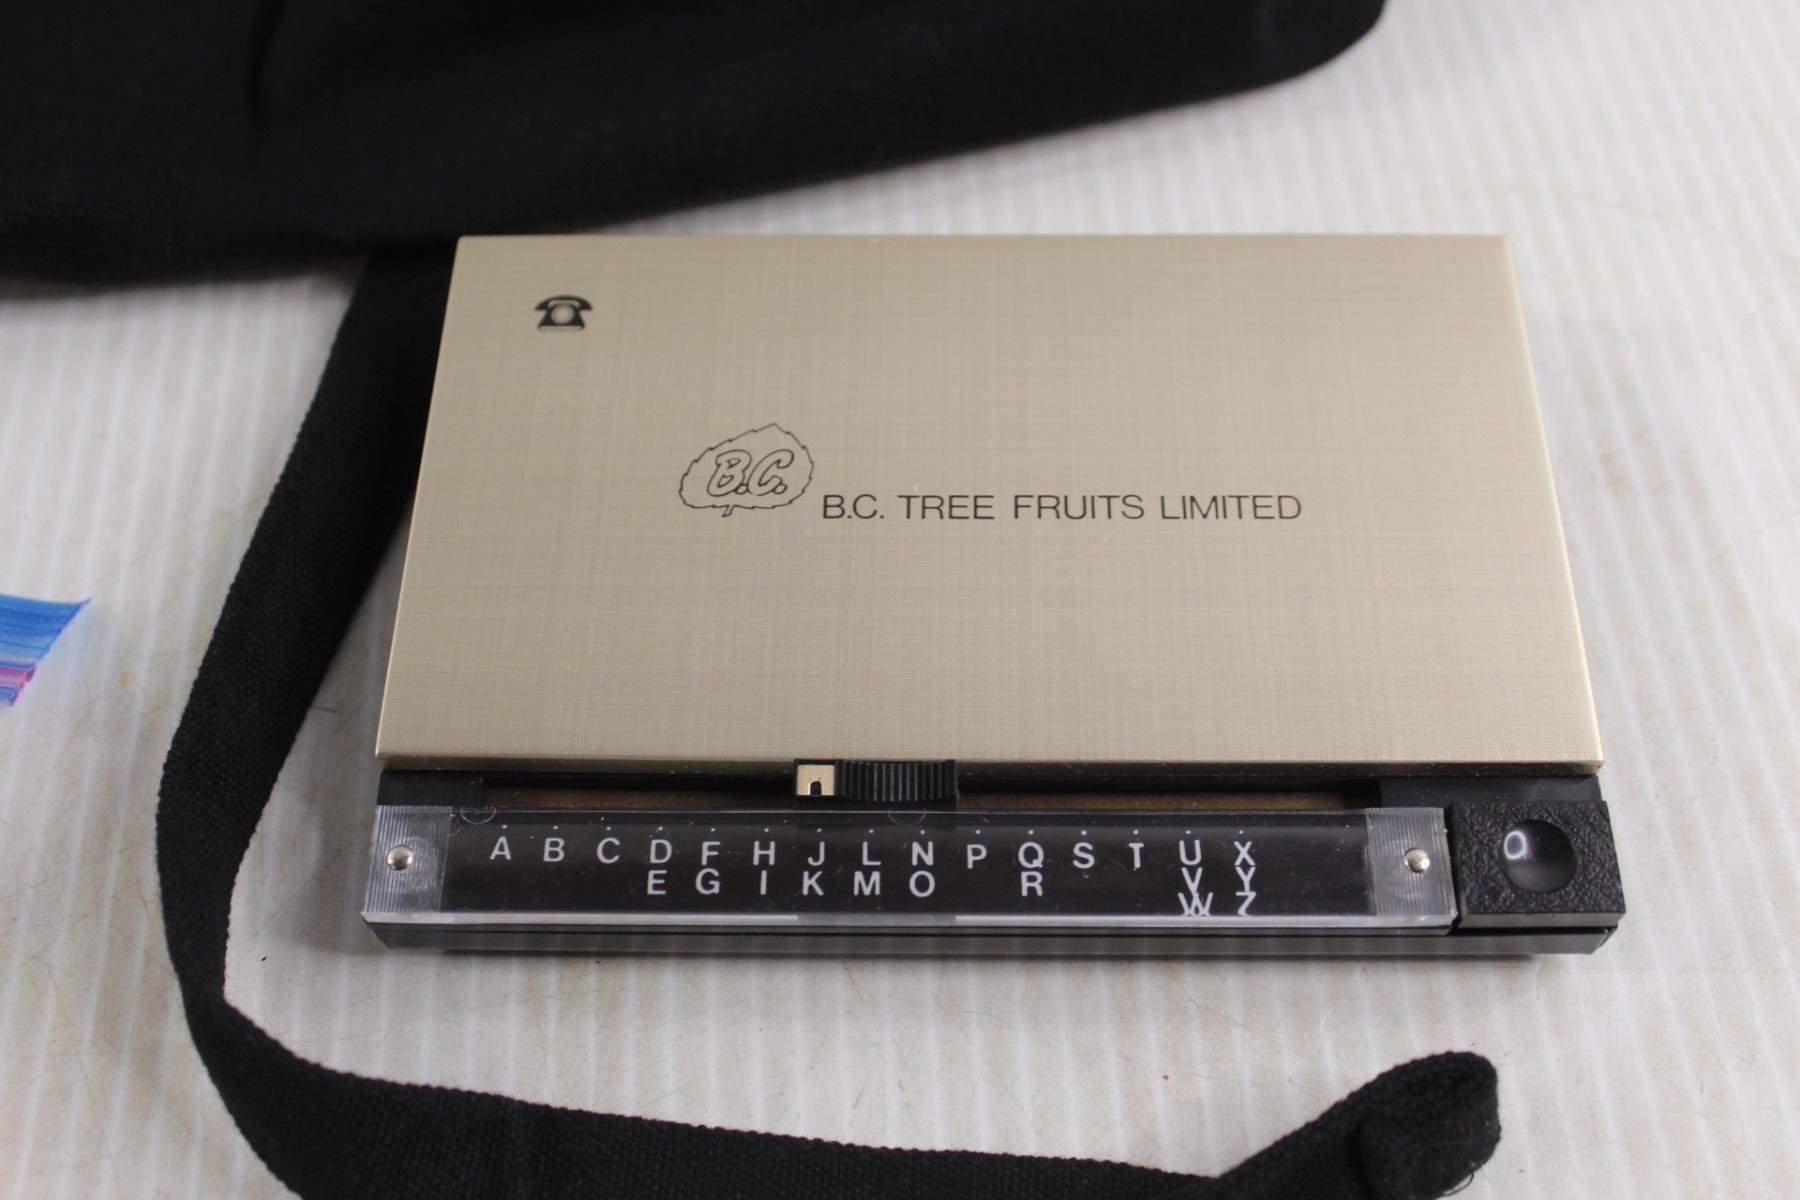 B.C.
B.C. TREE FRUITS LIMITED
A B C D F H J L N P Q S T U X
E G I K M O R V Y
W Z